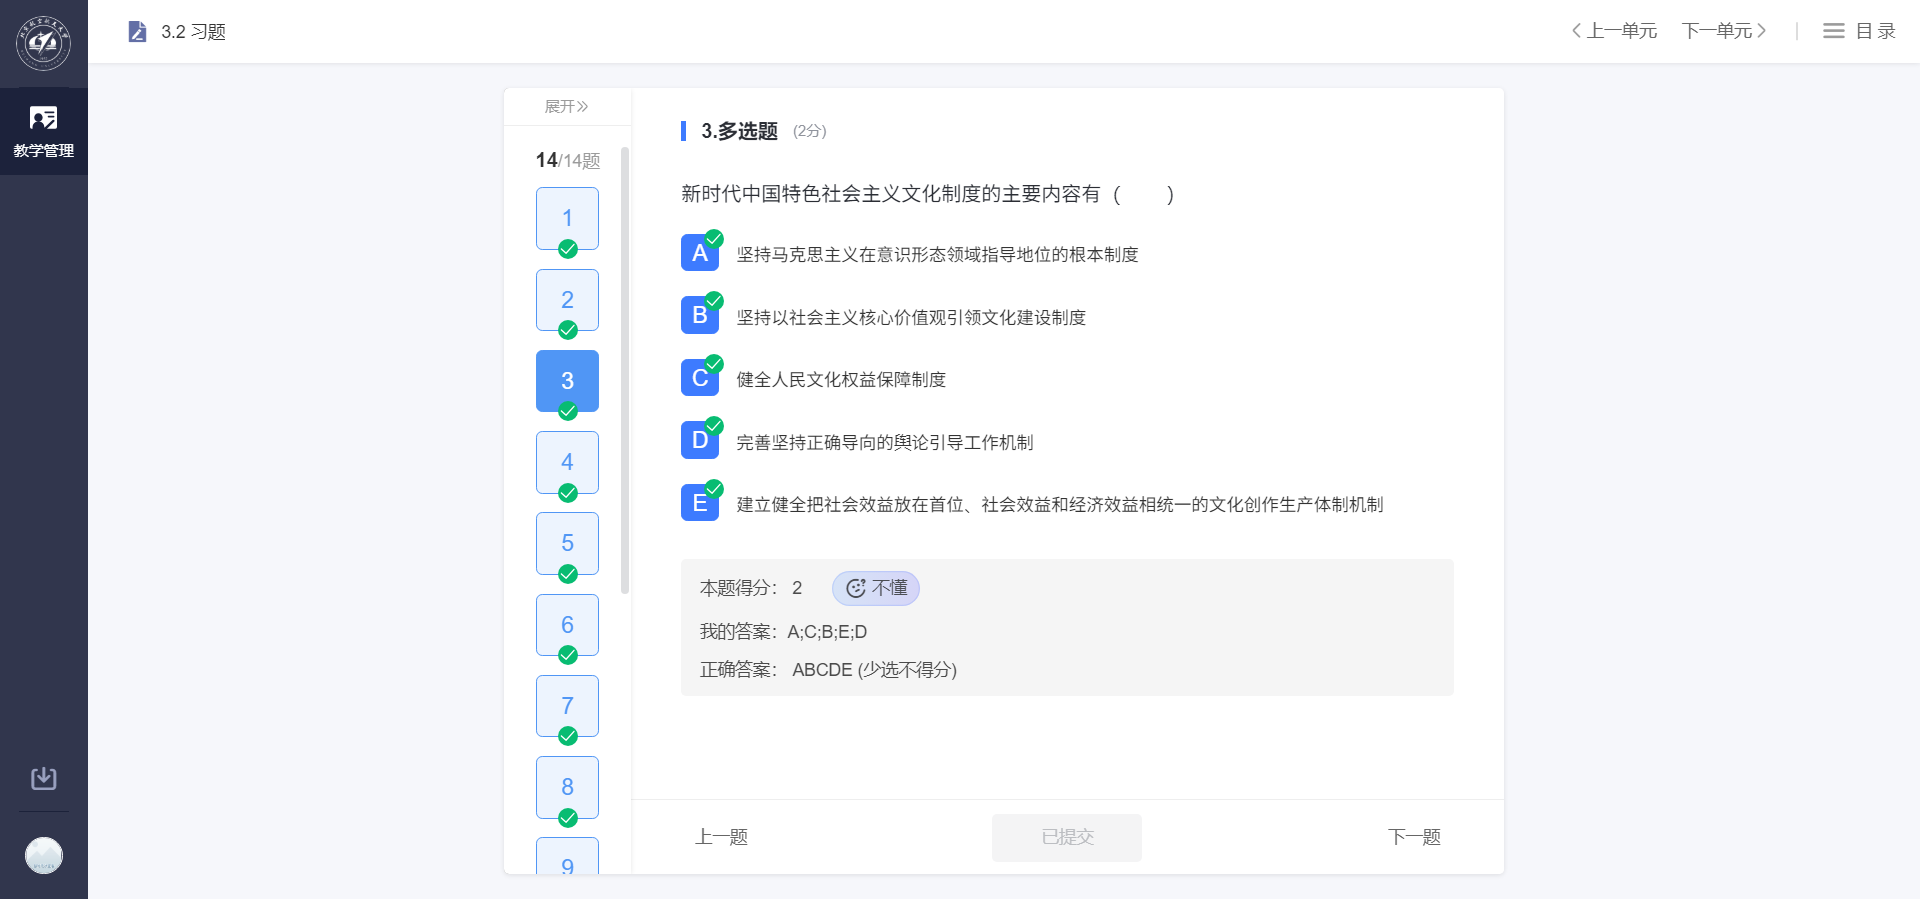 3.2 习题
上一单元 下一单元 目录
教学管理
展开
14/14题
1
2
3
4
5
6
7
8
9
3.多选题 (2分)
新时代中国特色社会主义文化制度的主要内容有 ( )
A 坚持马克思主义在意识形态领域指导地位的根本制度
B 坚持以社会主义核心价值观引领文化建设制度
C 健全人民文化权益保障制度
D 完善坚持正确导向的舆论引导工作机制
E 建立健全把社会效益放在首位、社会效益和经济效益相统一的文化创作生产体制机制
本题得分： 2 不懂
我的答案：A;C;B;E;D
正确答案： ABCDE (少选不得分)
上一题 已提交 下一题